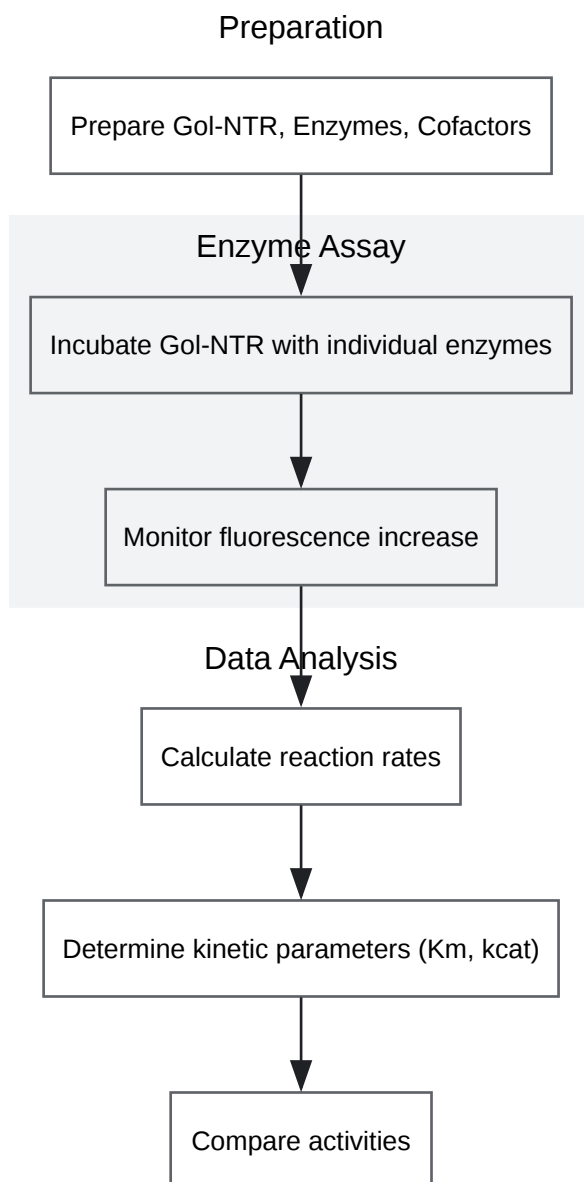 Preparation
Prepare Gol-NTR, Enzymes, Cofactors
Enzyme Assay
Incubate Gol-NTR with individual enzymes
Monitor fluorescence increase
Data Analysis
Calculate reaction rates
Determine kinetic parameters (Km, kcat)
Compare activities